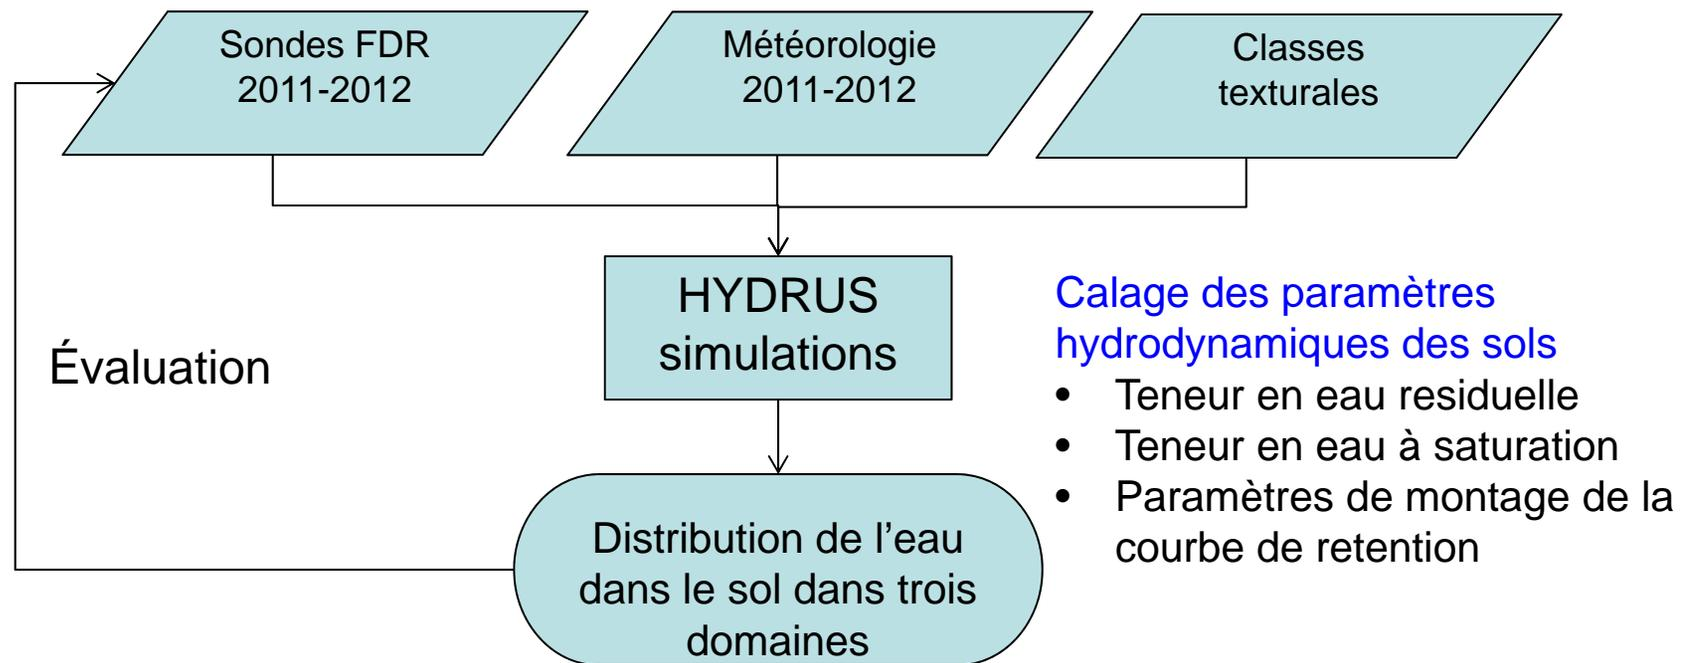 Sondes FDR
2011-2012
Météorologie
2011-2012
Classes
texturales
HYDRUS
simulations
Calage des paramètres
hydrodynamiques des sols
• Teneur en eau residuelle
• Teneur en eau à saturation
• Paramètres de montage de la
courbe de retention
Évaluation
Distribution de l’eau
dans le sol dans trois
domaines